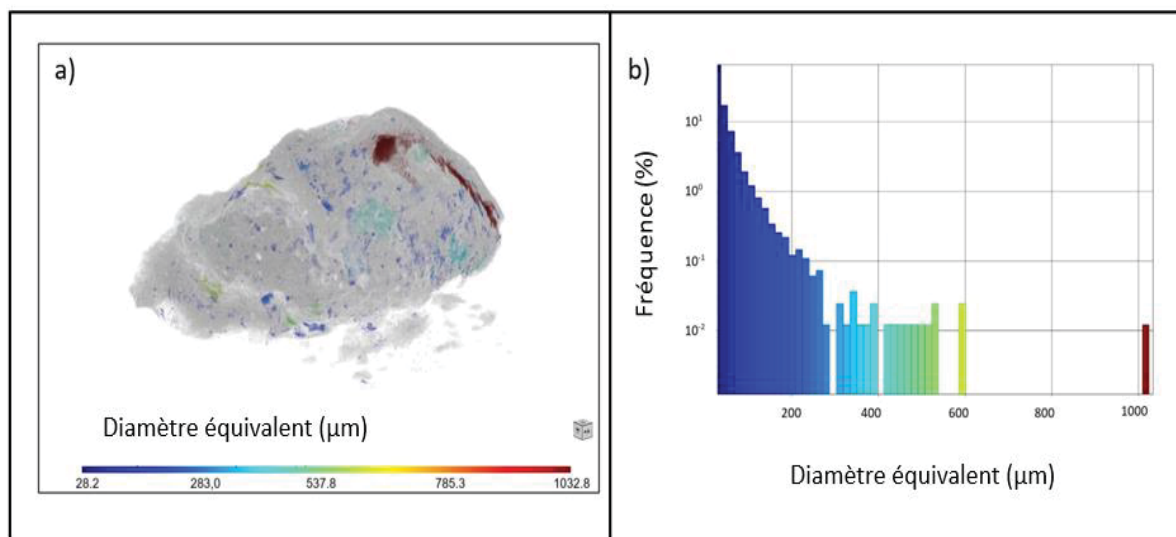 a)
Diamètre équivalent (µm)
28.2 283,0 537.8 785.3 1032.8
b)
Fréquence (%)
10¹
10⁰
10⁻¹
10⁻²
200 400 600 800 1000
Diamètre équivalent (µm)